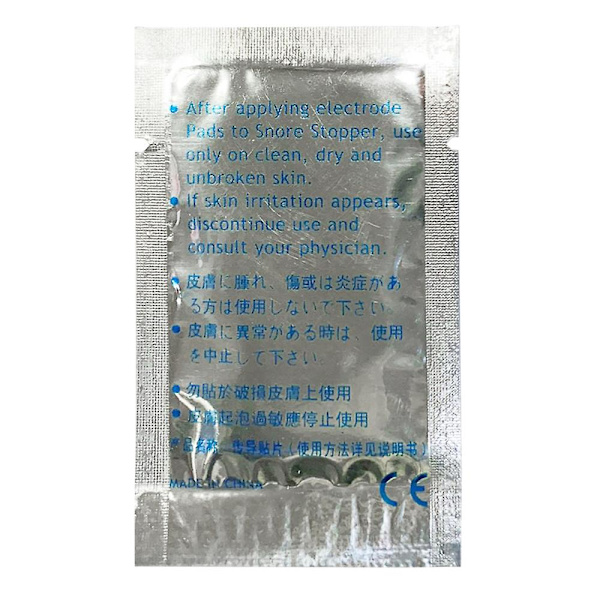 • After applying electrode
Pads to Snore Stopper, use
only on clean, dry and
unbroken skin.
• If skin irritation appears,
discontinue use and
consult your physician.
• 皮膚に腫れ、傷或は炎症があ
る方は使用しないで下さい。
• 皮膚に異常がある時は、使用
を中止して下さい。
• 勿貼於破損皮膚上使用
• 皮膚起泡過敏應停止使用
产品名称：传导贴片（使用方法详见说明书）
MADE IN CHINA
CE